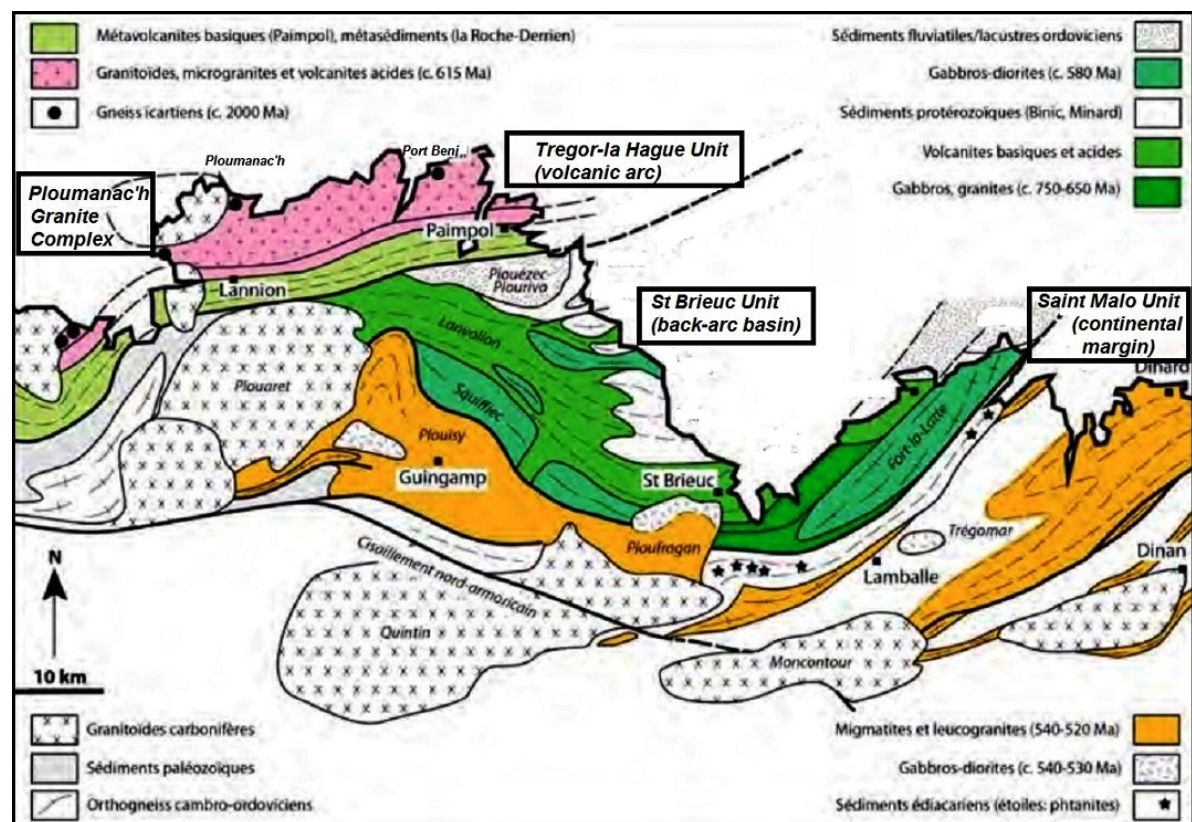 Métavolcanites basiques (Paimpol), métasédiments (la Roche-Derrien)
Granitoïdes, microgranites et volcanites acides (c. 615 Ma)
Gneiss icartiens (c. 2000 Ma)
Sédiments fluviatiles/lacustres ordoviciens
Gabbros-diorites (c. 580 Ma)
Sédiments protérozoïques (Binic, Minard)
Volcanites basiques et acides
Gabbros, granites (c. 750-650 Ma)
Ploumanac'h
Port Beni...
Tregor-la Hague Unit
(volcanic arc)
Ploumanac'h
Granite
Complex
Paimpol
Lannion
Plouézec
Plourivo
St Brieuc Unit
(back-arc basin)
Saint Malo Unit
(continental
margin)
Dinard
Lanvollon
Plouaret
Squiffiec
Plouisy
Guingamp
Fort-la-Latte
St Brieuc
Ploufragan
Trégomar
Dinan
Lamballe
Cisaillement nord-armoricain
Quintin
Moncontour
N
10 km
Granitoïdes carbonifères
Sédiments paléozoïques
Orthogneiss cambro-ordoviciens
Migmatites et leucogranites (540-520 Ma)
Gabbros-diorites (c. 540-530 Ma)
Sédiments édiacariens (étoiles: phtanites)